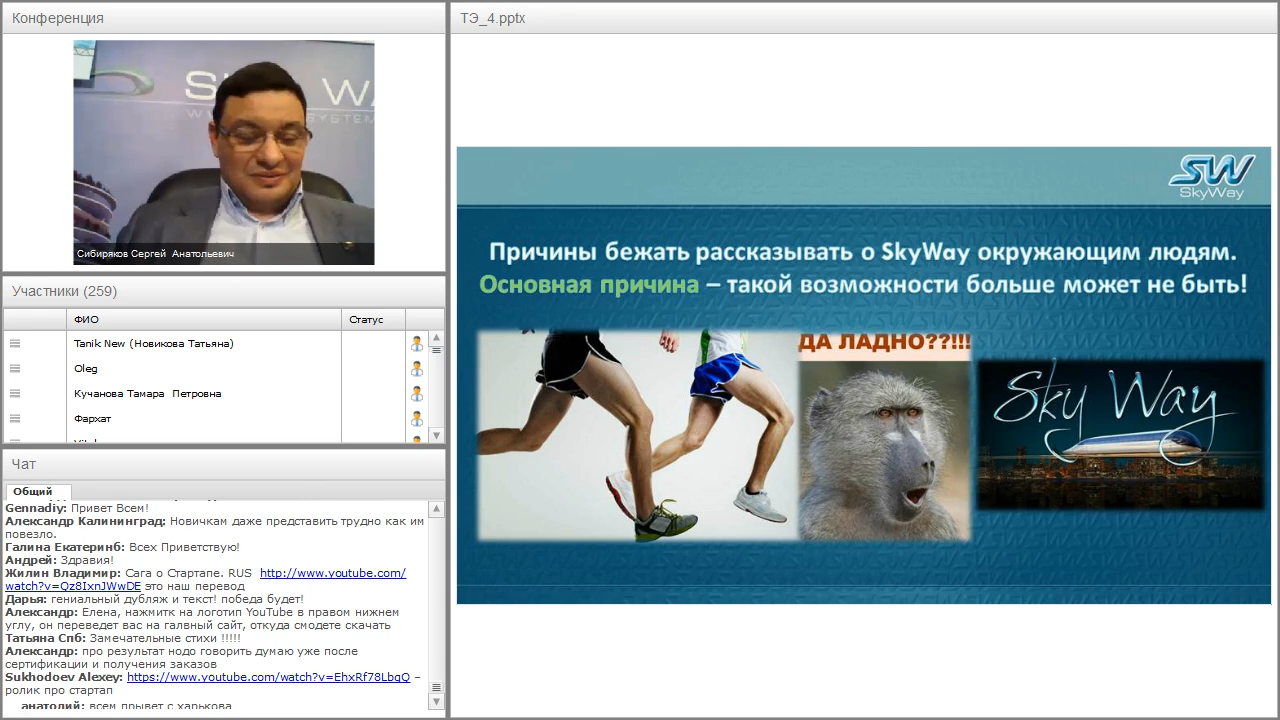 Конференция
Сибиряков Сергей Анатольевич
Участники (259)
ФИО
Статус
Tanik New (Новикова Татьяна)
Oleg
Кучанова Тамара Петровна
Фархат
Чат
Общий
Gennadiy: Привет Всем!
Александр Калининград: Новичкам даже представить трудно как им
повезло.
Галина Екатеринб: Всех Приветствую!
Андрей: Здравия!
Жилин Владимир: Сага о Стартапе. RUS http://www.youtube.com/
watch?v=Qz8IxnJWwDE это наш перевод
Дарья: гениальный дубляж и текст! победа будет!
Александр: Елена, нажмитк на логотип YouTube в правом нижнем
углу, он переведет вас на галвный сайт, откуда смодете скачать
Татьяна Спб: Замечательные стихи !!!!!
Александр: про результат нодо говорить думаю уже после
сертификации и получения заказов
Sukhodoev Alexey: https://www.youtube.com/watch?v=EhxRf78LbgQ –
ролик про стартап
анатолий: всем прывет с харькова
ТЭ_4.pptx
SW
SkyWay
Причины бежать рассказывать о SkyWay окружающим людям.
Основная причина – такой возможности больше может не быть!
ДА ЛАДНО??!!!
Sky Way